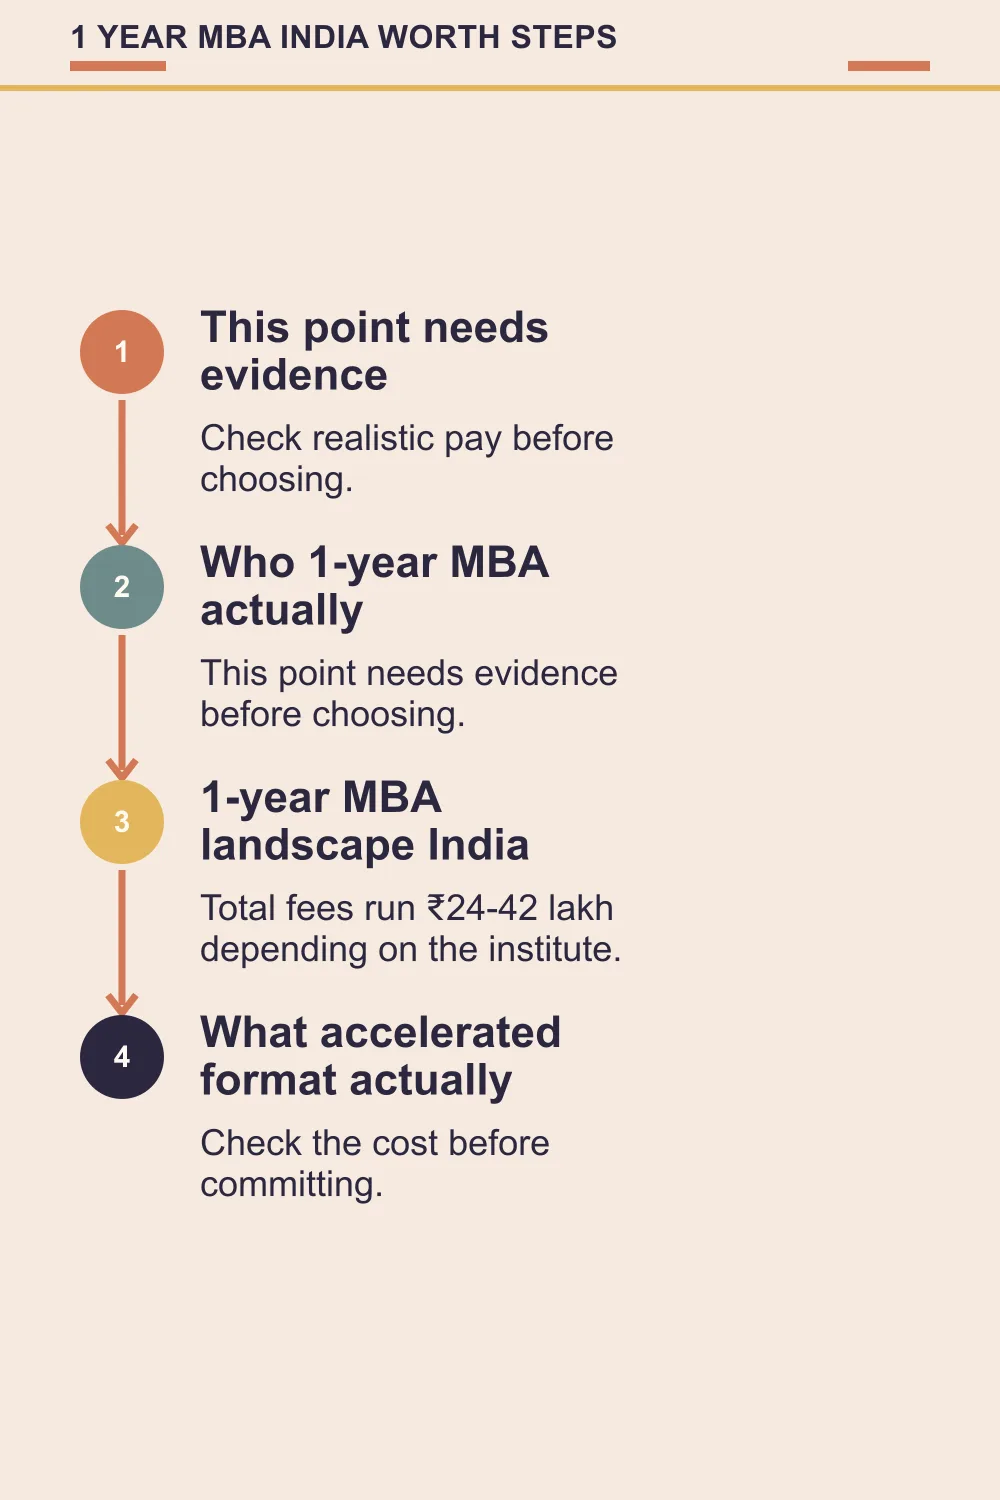 1 YEAR MBA INDIA WORTH STEPS
1
This point needs
evidence
Check realistic pay before
choosing.
2
Who 1-year MBA
actually
This point needs evidence
before choosing.
3
1-year MBA
landscape India
Total fees run ₹24-42 lakh
depending on the institute.
4
What accelerated
format actually
Check the cost before
committing.